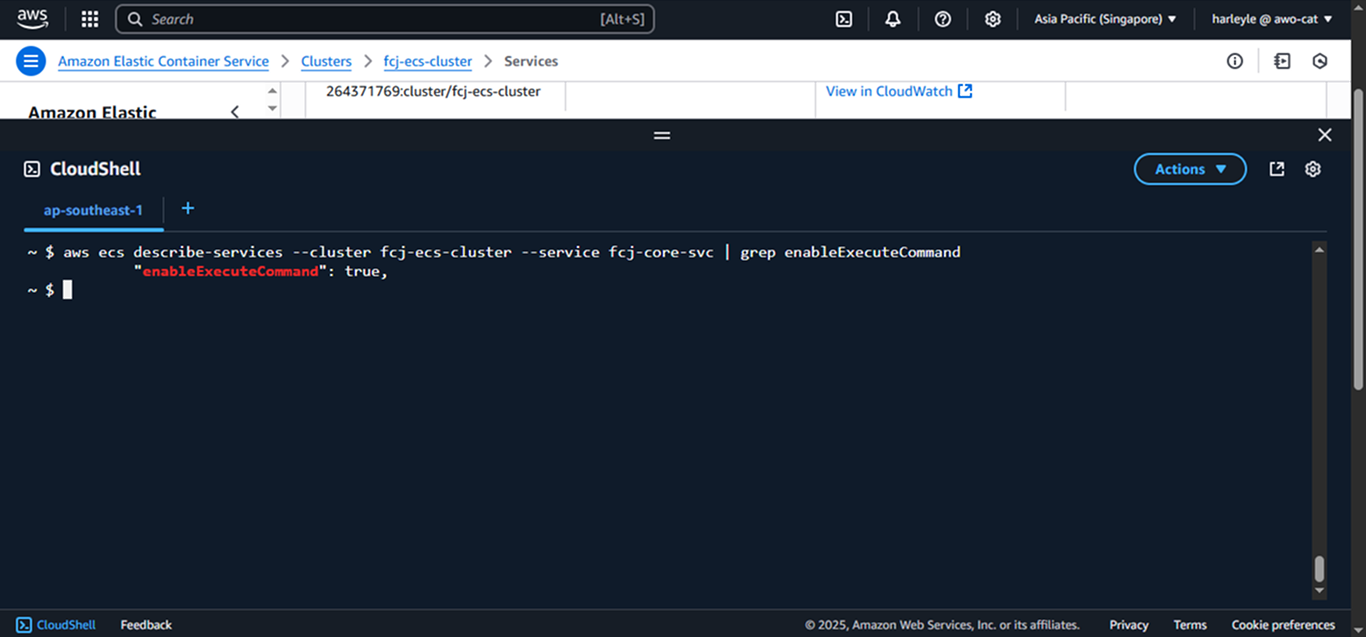 aws
Search
[Alt+S]
Asia Pacific (Singapore)
harleyle @ awo-cat
Amazon Elastic Container Service
Clusters
fcj-ecs-cluster
Services
Amazon Elastic
264371769:cluster/fcj-ecs-cluster
View in CloudWatch
CloudShell
Actions
ap-southeast-1
+
~ $ aws ecs describe-services --cluster fcj-ecs-cluster --service fcj-core-svc | grep enableExecuteCommand
"enableExecuteCommand": true,
~ $
CloudShell
Feedback
© 2025, Amazon Web Services, Inc. or its affiliates.
Privacy
Terms
Cookie preferences